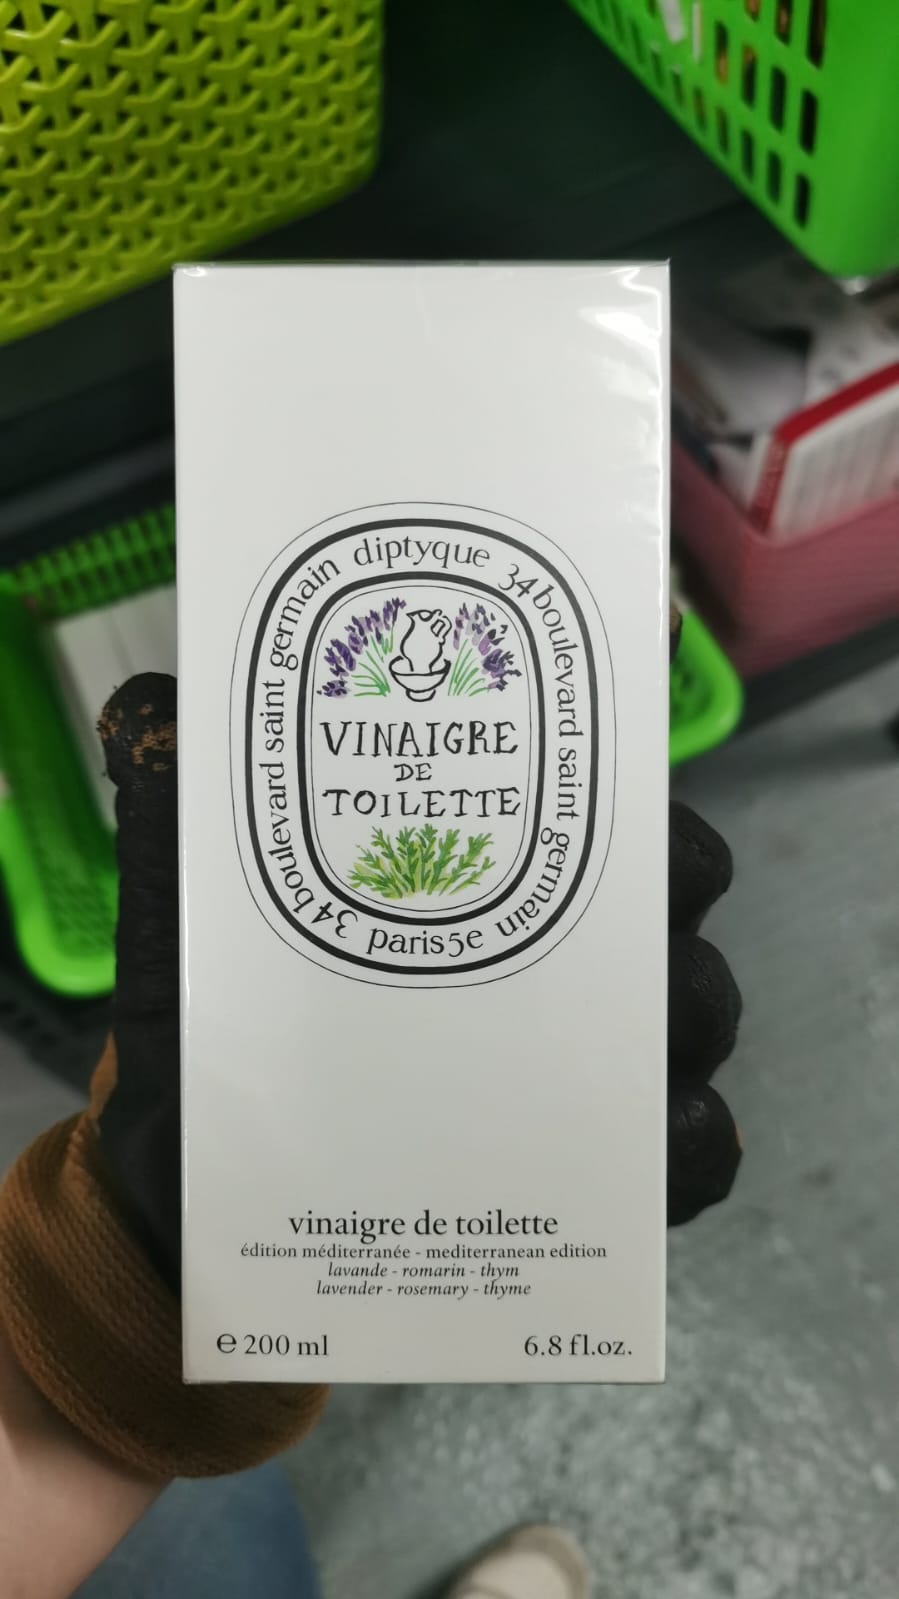 diptyque 34 boulevard saint germain paris5e 34 boulevard saint germain
VINAIGRE
DE
TOILETTE
vinaigre de toilette
édition méditerranée - mediterranean edition
lavande - romarin - thym
lavender - rosemary - thyme
℮ 200 ml 6.8 fl.oz.